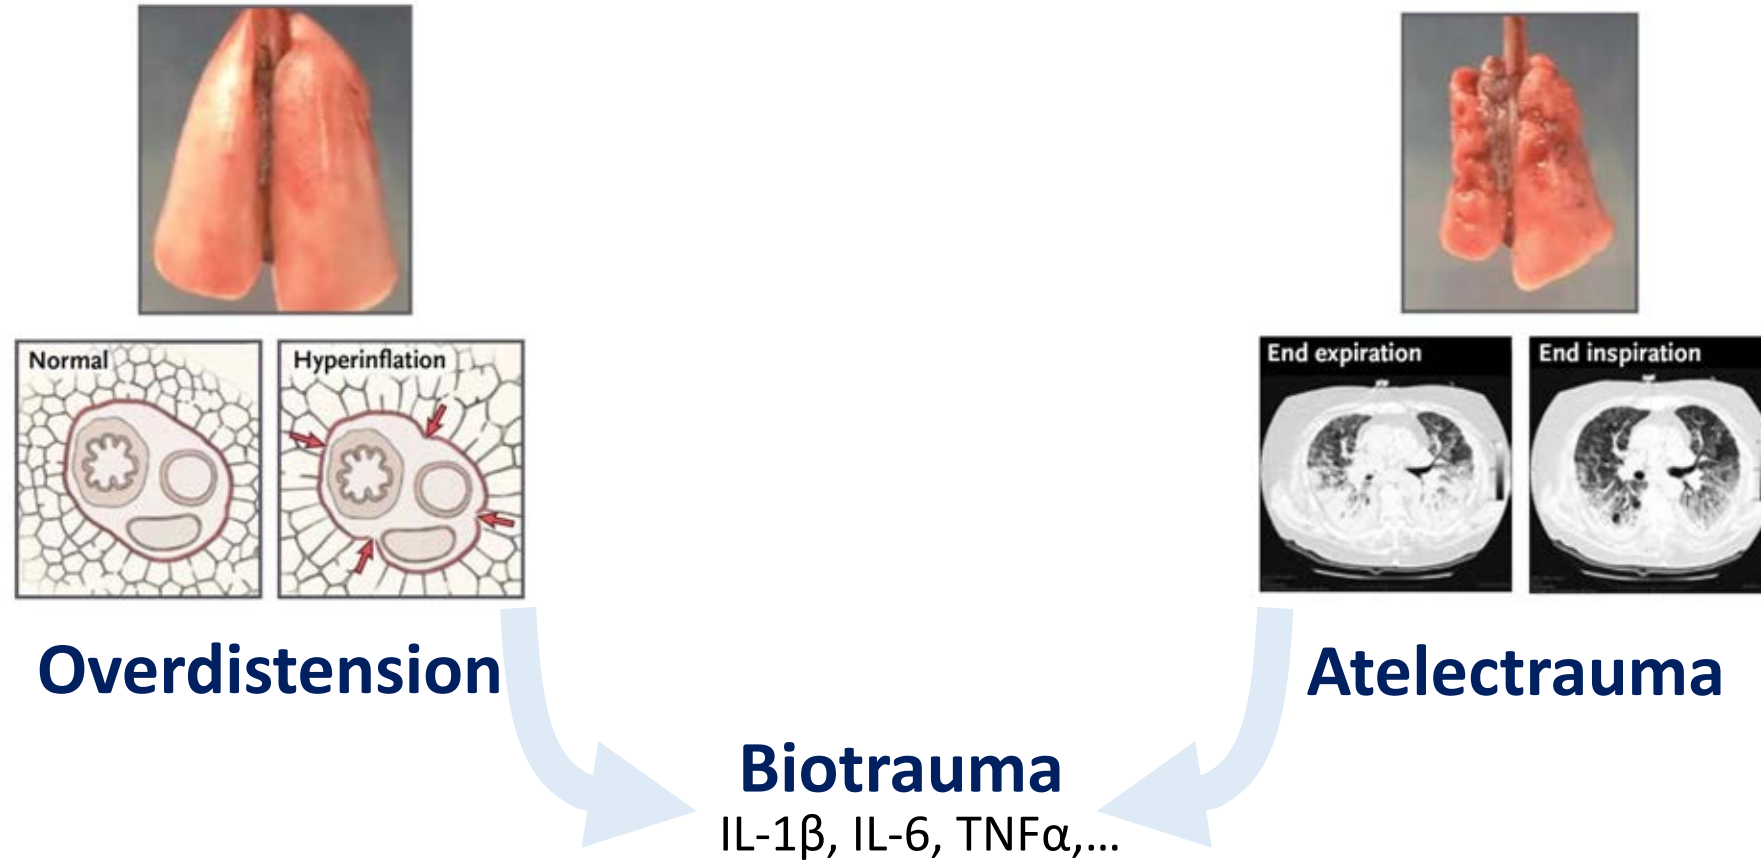 Normal
Hyperinflation
End expiration
End inspiration
Overdistension
Atelectrauma
Biotrauma
IL-1β, IL-6, TNFα,...